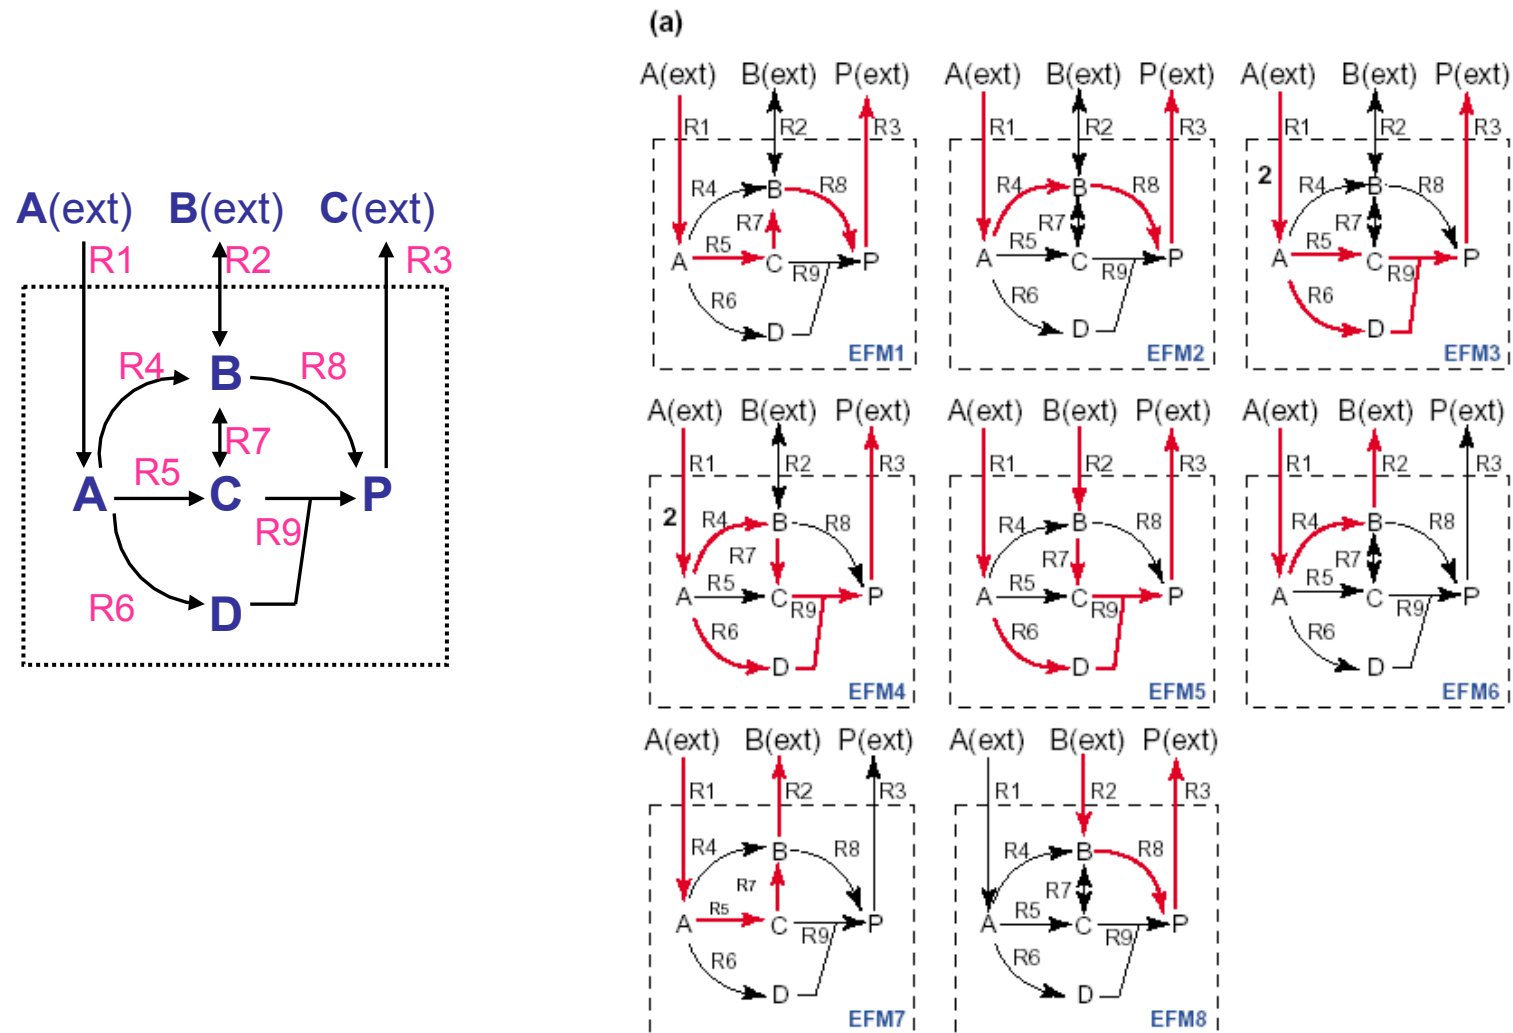 (a)
A(ext) B(ext) C(ext)
R1 R2 R3
R4 B R8
R7
A R5 C P
R9
R6 D
A(ext) B(ext) P(ext)
R1 R2 R3
R4 B R8
R7
A R5 C R9 P
R6 D
EFM1
A(ext) B(ext) P(ext)
R1 R2 R3
R4 B R8
R7
A R5 C R9 P
R6 D
EFM2
A(ext) B(ext) P(ext)
R1 R2 R3
2 R4 B R8
R7
A R5 C R9 P
R6 D
EFM3
A(ext) B(ext) P(ext)
R1 R2 R3
2 R4 B R8
R7
A R5 C R9 P
R6 D
EFM4
A(ext) B(ext) P(ext)
R1 R2 R3
R4 B R8
R7
A R5 C R9 P
R6 D
EFM5
A(ext) B(ext) P(ext)
R1 R2 R3
R4 B R8
R7
A R5 C R9 P
R6 D
EFM6
A(ext) B(ext) P(ext)
R1 R2 R3
R4 B R8
R7
A R5 C R9 P
R6 D
EFM7
A(ext) B(ext) P(ext)
R1 R2 R3
R4 B R8
R7
A R5 C R9 P
R6 D
EFM8